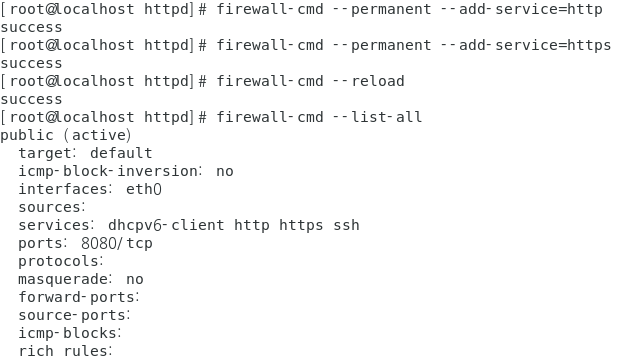 [root@localhost httpd]# firewall-cmd --permanent --add-service=http
success
[root@localhost httpd]# firewall-cmd --permanent --add-service=https
success
[root@localhost httpd]# firewall-cmd --reload
success
[root@localhost httpd]# firewall-cmd --list-all
public (active)
  target: default
  icmp-block-inversion: no
  interfaces: eth0
  sources:
  services: dhcpv6-client http https ssh
  ports: 8080/tcp
  protocols:
  masquerade: no
  forward-ports:
  source-ports:
  icmp-blocks:
  rich rules: